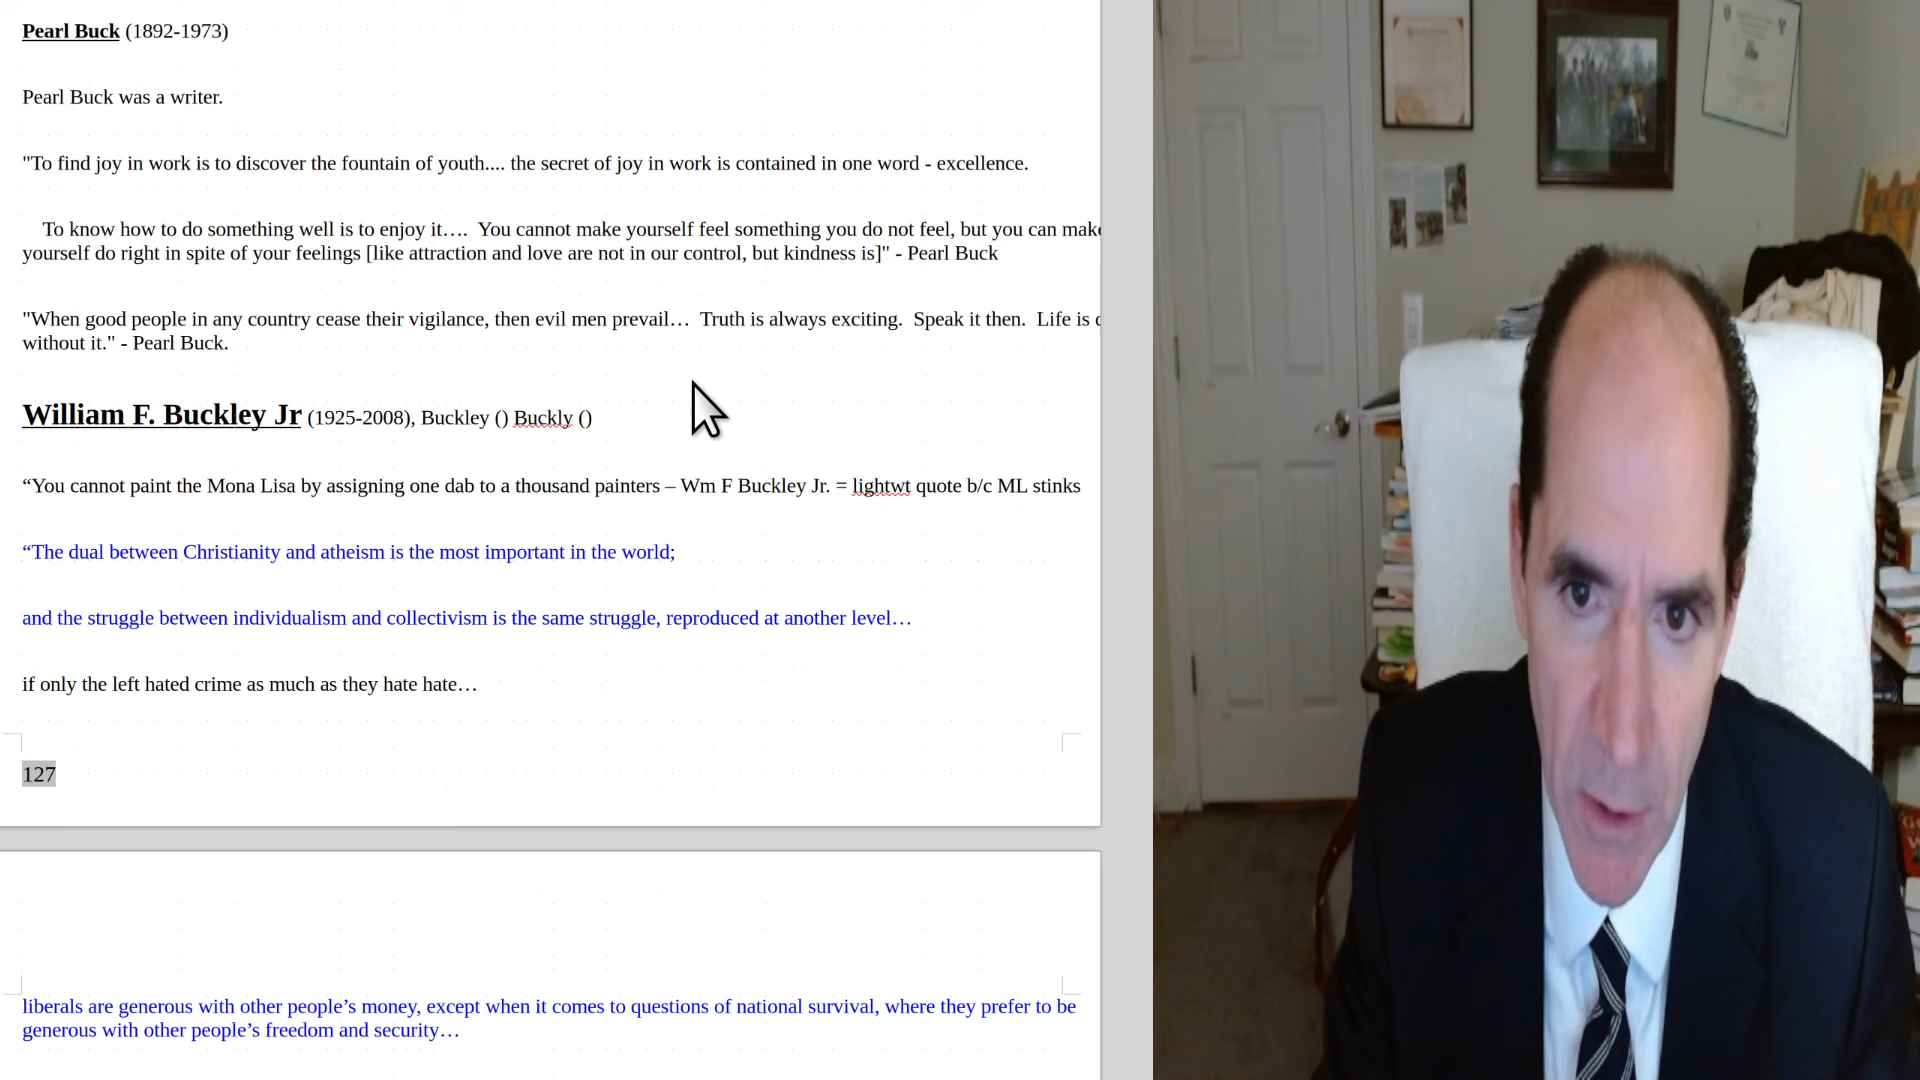 Pearl Buck (1892-1973)
Pearl Buck was a writer.
"To find joy in work is to discover the fountain of youth.... the secret of joy in work is contained in one word - excellence.
To know how to do something well is to enjoy it….  You cannot make yourself feel something you do not feel, but you can make
yourself do right in spite of your feelings [like attraction and love are not in our control, but kindness is]" - Pearl Buck
"When good people in any country cease their vigilance, then evil men prevail…  Truth is always exciting.  Speak it then.  Life is
without it." - Pearl Buck.
William F. Buckley Jr (1925-2008), Buckley () Buckly ()
“You cannot paint the Mona Lisa by assigning one dab to a thousand painters – Wm F Buckley Jr. = lightwt quote b/c ML stinks
“The dual between Christianity and atheism is the most important in the world;
and the struggle between individualism and collectivism is the same struggle, reproduced at another level…
if only the left hated crime as much as they hate hate…
127
liberals are generous with other people’s money, except when it comes to questions of national survival, where they prefer to be
generous with other people’s freedom and security…